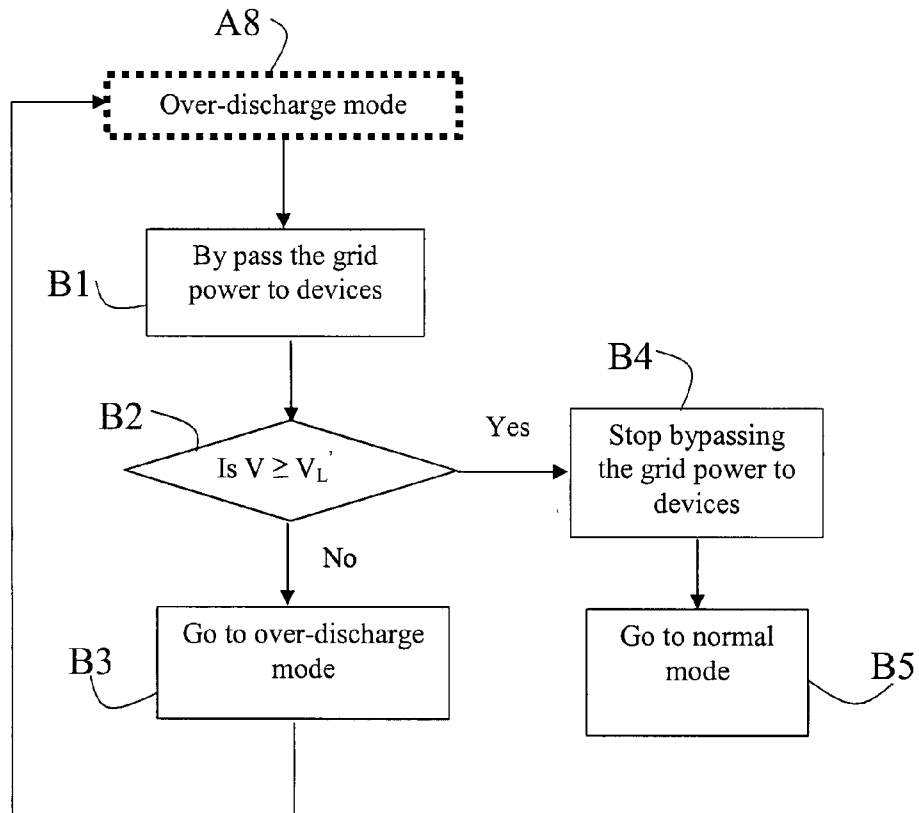 A8
Over-discharge mode
By pass the grid
power to devices
B1
B4
B2
Yes
Is V ≥ V_L'
Stop bypassing
the grid power to
devices
No
Go to over-discharge
mode
B3
Go to normal
mode
B5